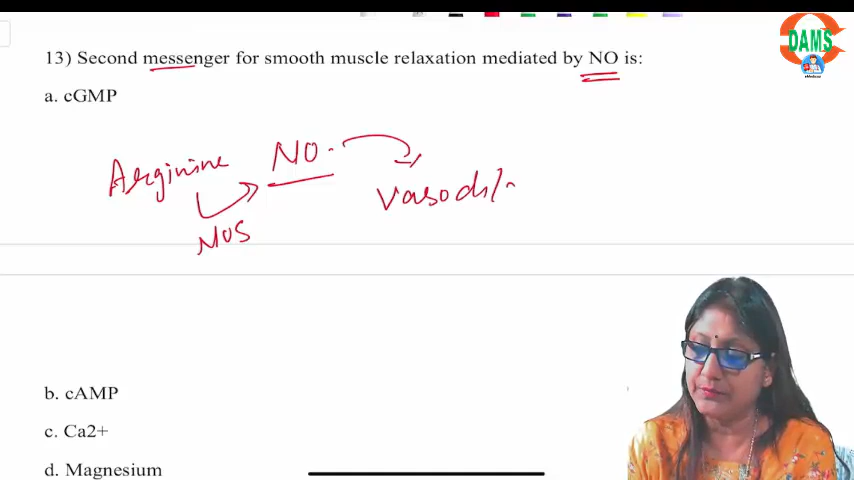 DAMS
13) Second messenger for smooth muscle relaxation mediated by NO is:
a. cGMP
Arginine NO
NOS
b. cAMP
c. Ca2+
d. Magnesium